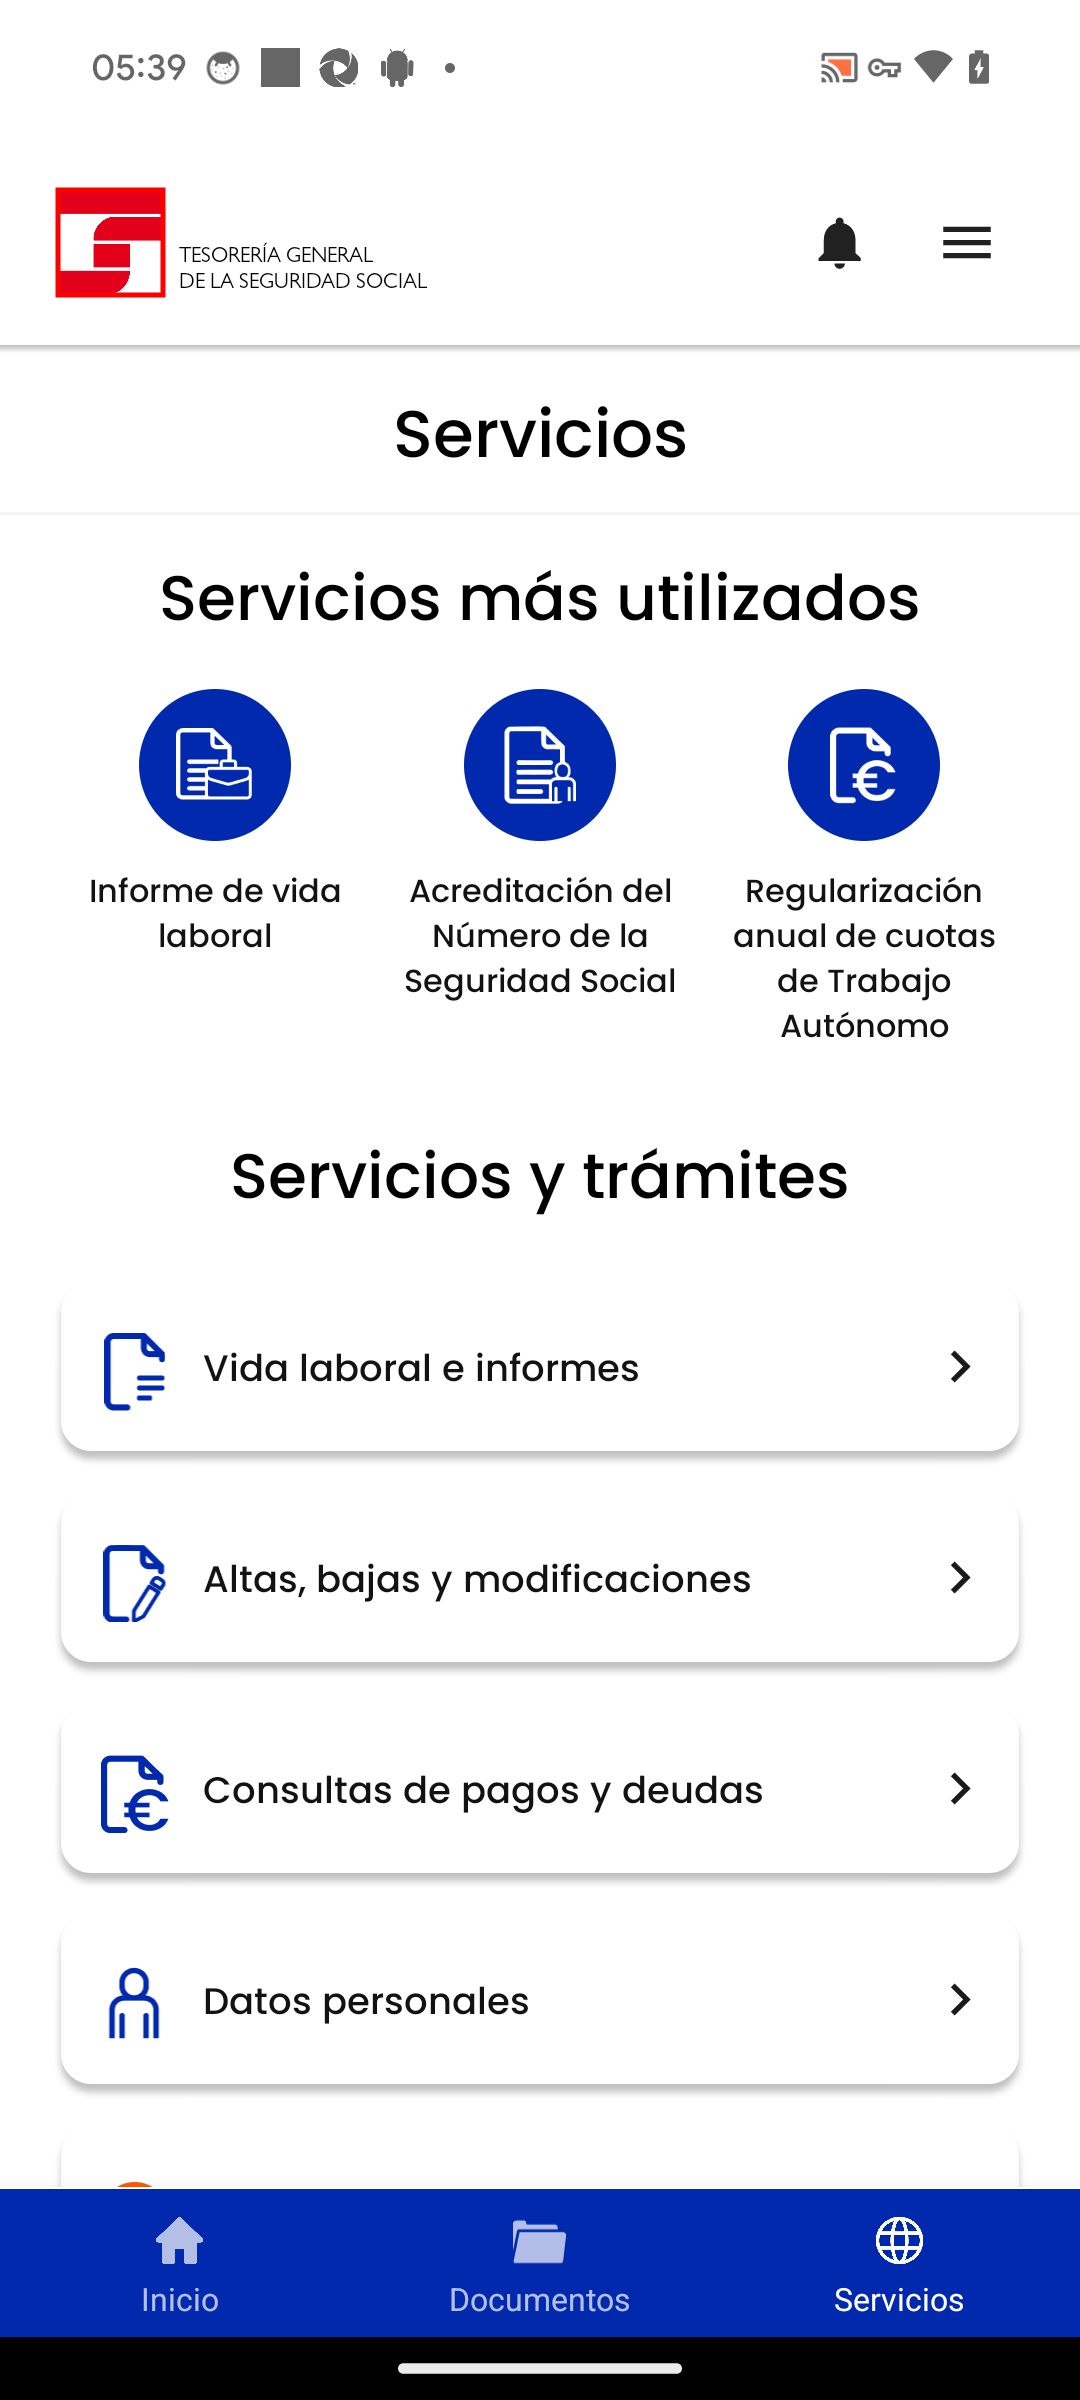 05:39
TESORERÍA GENERAL
DE LA SEGURIDAD SOCIAL
Servicios
Servicios más utilizados
Informe de vida
laboral
Acreditación del
Número de la
Seguridad Social
Regularización
anual de cuotas
de Trabajo
Autónomo
Servicios y trámites
Vida laboral e informes
Altas, bajas y modificaciones
Consultas de pagos y deudas
Datos personales
Inicio
Documentos
Servicios